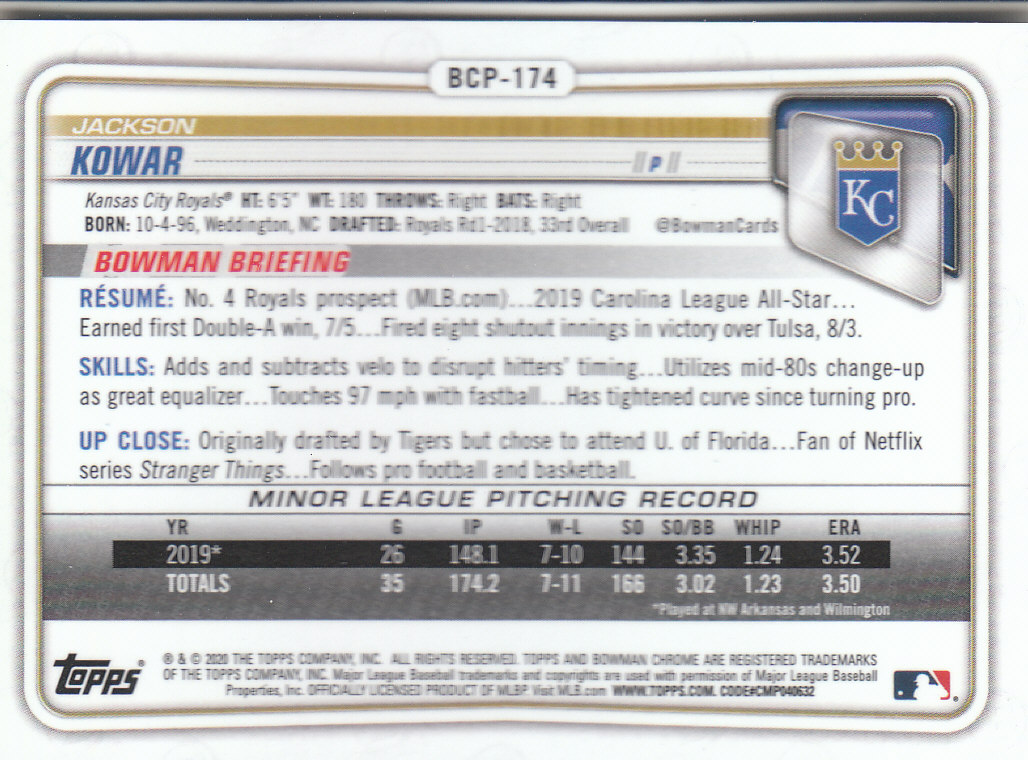 BCP-174
JACKSON
KOWAR
P
KC
Kansas City Royals® HT: 6'5" WT: 180 THROWS: Right BATS: Right
BORN: 10-4-96, Weddington, NC DRAFTED: Royals Rd1-2018, 33rd Overall @BowmanCards
BOWMAN BRIEFING
RÉSUMÉ: No. 4 Royals prospect (MLB.com)...2019 Carolina League All-Star...
Earned first Double-A win, 7/5...Fired eight shutout innings in victory over Tulsa, 8/3.
SKILLS: Adds and subtracts velo to disrupt hitters' timing...Utilizes mid-80s change-up
as great equalizer...Touches 97 mph with fastball...Has tightened curve since turning pro.
UP CLOSE: Originally drafted by Tigers but chose to attend U. of Florida...Fan of Netflix
series Stranger Things...Follows pro football and basketball.
MINOR LEAGUE PITCHING RECORD
YR G IP W-L SO SO/BB WHIP ERA
2019* 26 148.1 7-10 144 3.35 1.24 3.52
TOTALS 35 174.2 7-11 166 3.02 1.23 3.50
*Played at NW Arkansas and Wilmington
topps®
® & © 2020 THE TOPPS COMPANY, INC. ALL RIGHTS RESERVED. TOPPS AND BOWMAN CHROME ARE REGISTERED TRADEMARKS
OF THE TOPPS COMPANY, INC. Major League Baseball trademarks and copyrights are used with permission of Major League Baseball
Properties, Inc. OFFICIALLY LICENSED PRODUCT OF MLBP Visit MLB.com WWW.TOPPS.COM. CODE#CMP040632